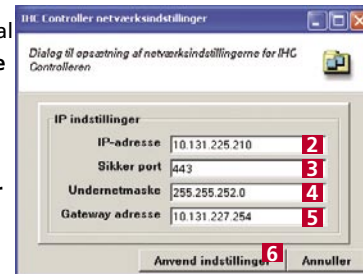 IHC Controller netværksindstillinger
al
Dialog til opsætning af netværksindstillingerne for IHC
e
Controlleren
IP indstillinger
IP-adresse 10.131.225.210 2
Sikker port 443 3
Undernetmaske 255.255.252.0 4
r
Gateway adresse 10.131.227.254 5
Anvend indstillinger 6 Annuller